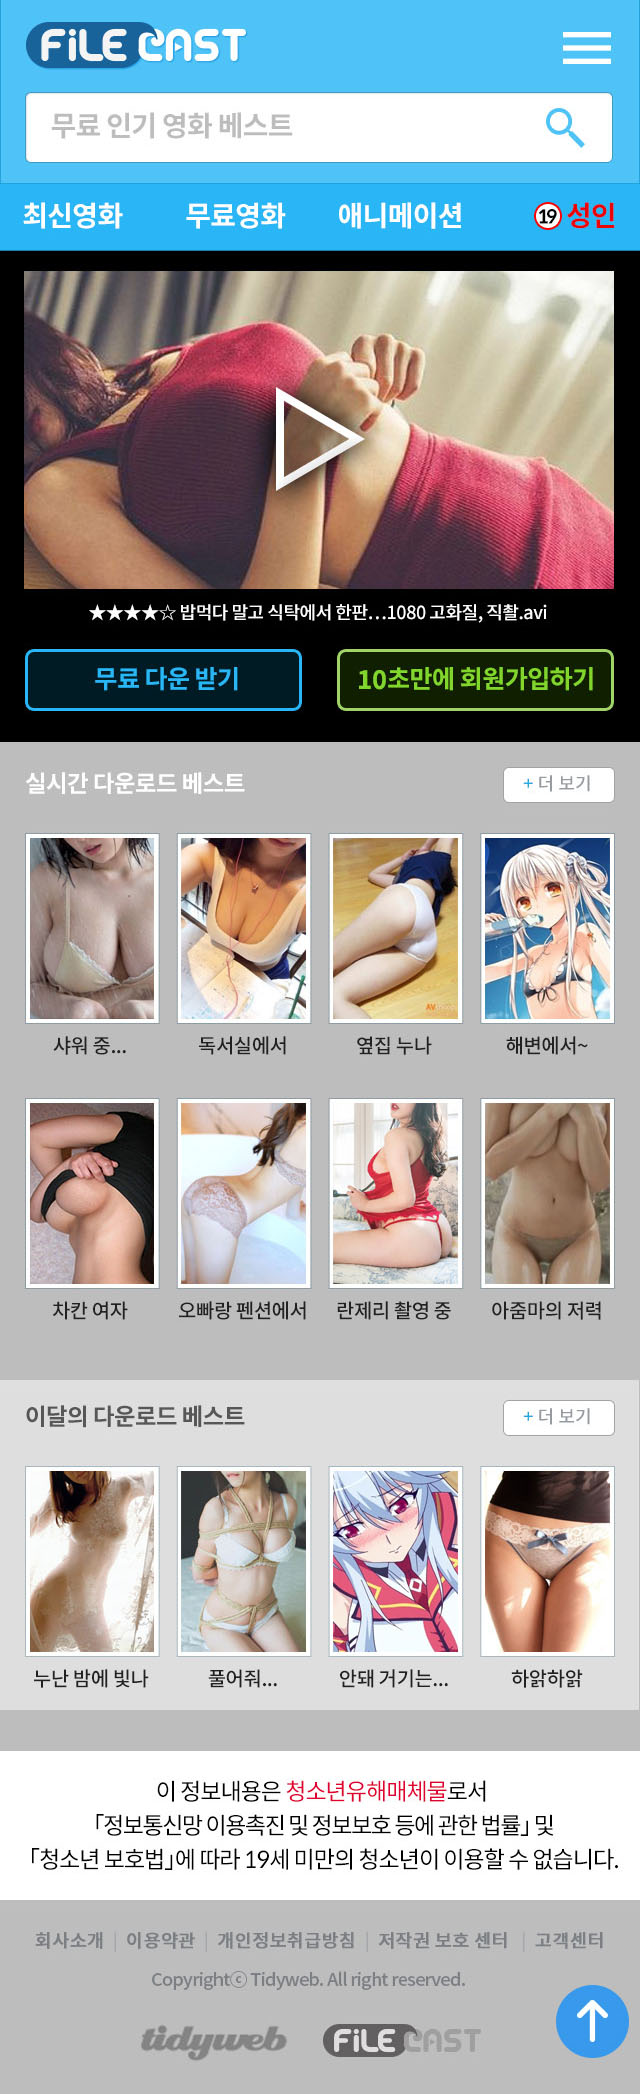 FiLE CAST
무료 인기 영화 베스트
최신영화 무료영화 애니메이션 19 성인
★★★★☆ 밥먹다 말고 식탁에서 한판...1080 고화질, 직촬.avi
무료 다운 받기 10초만에 회원가입하기
실시간 다운로드 베스트 + 더 보기
샤워 중... 독서실에서 옆집 누나 해변에서~
차칸 여자 오빠랑 펜션에서 란제리 촬영 중 아줌마의 저력
이달의 다운로드 베스트 + 더 보기
누난 밤에 빛나 풀어줘... 안돼 거기는... 하앍하앍
이 정보내용은 청소년유해매체물로서
「정보통신망 이용촉진 및 정보보호 등에 관한 법률」 및
「청소년 보호법」에 따라 19세 미만의 청소년이 이용할 수 없습니다.
회사소개 | 이용약관 | 개인정보취급방침 | 저작권 보호 센터 | 고객센터
Copyrightⓒ Tidyweb. All right reserved.
tidyweb FiLE CAST